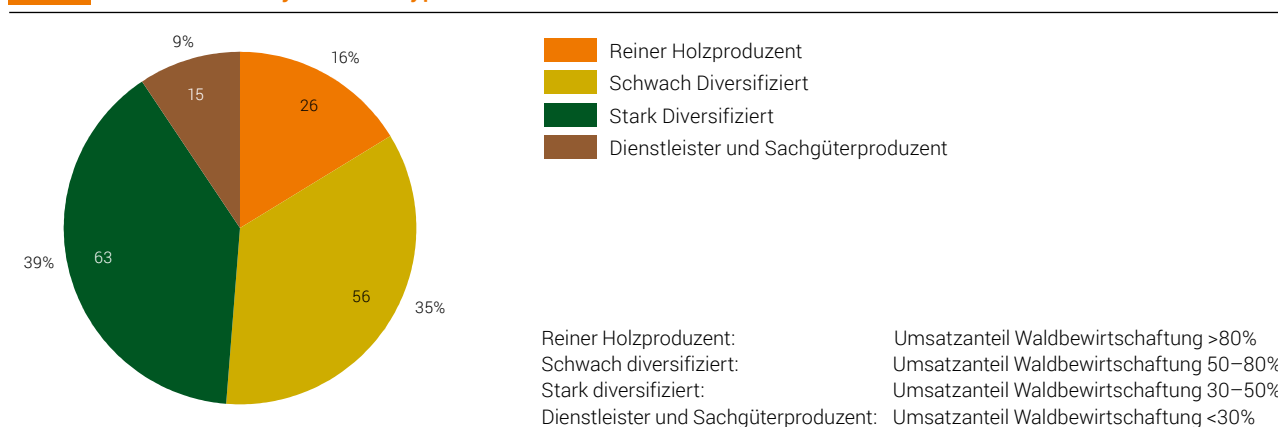 9%
16%
15
26
63
39%
56
35%
Reiner Holzproduzent
Schwach Diversifiziert
Stark Diversifiziert
Dienstleister und Sachgüterproduzent
Reiner Holzproduzent: Umsatzanteil Waldbewirtschaftung >80%
Schwach diversifiziert: Umsatzanteil Waldbewirtschaftung 50–80%
Stark diversifiziert: Umsatzanteil Waldbewirtschaftung 30–50%
Dienstleister und Sachgüterproduzent: Umsatzanteil Waldbewirtschaftung <30%